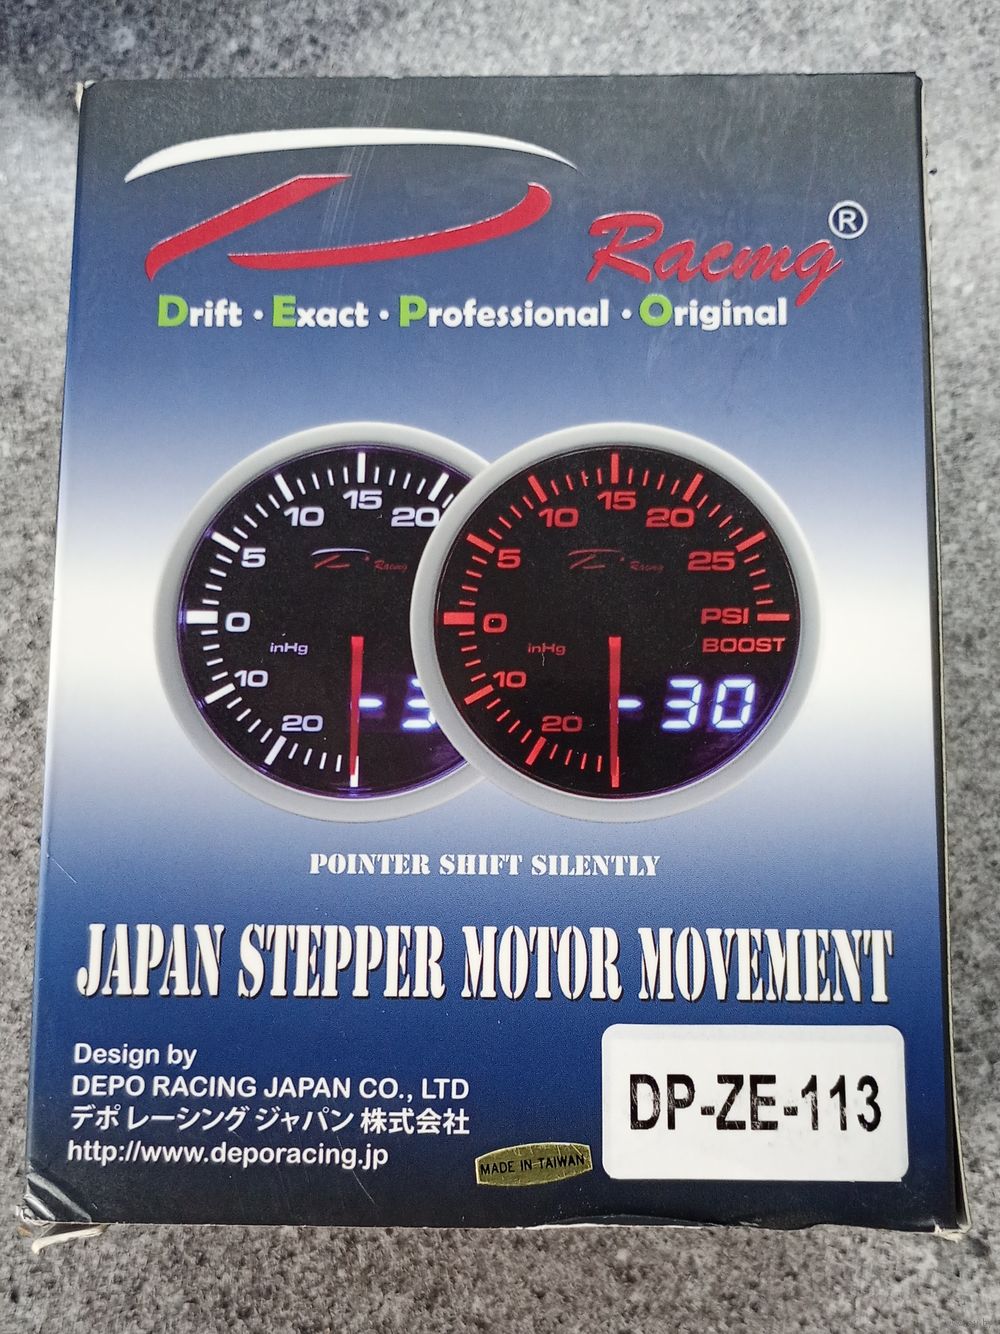 D Racing®
Drift · Exact · Professional · Original
15
10
20
5
0
inHg
10
20
-3
D Racing
15
10
20
5
25
0
PSI
BOOST
inHg
10
20
-30
D Racing
POINTER SHIFT SILENTLY
JAPAN STEPPER MOTOR MOVEMENT
Design by
DEPO RACING JAPAN CO., LTD
デポ レーシング ジャパン 株式会社
http://www.deporacing.jp
MADE IN TAIWAN
DP-ZE-113